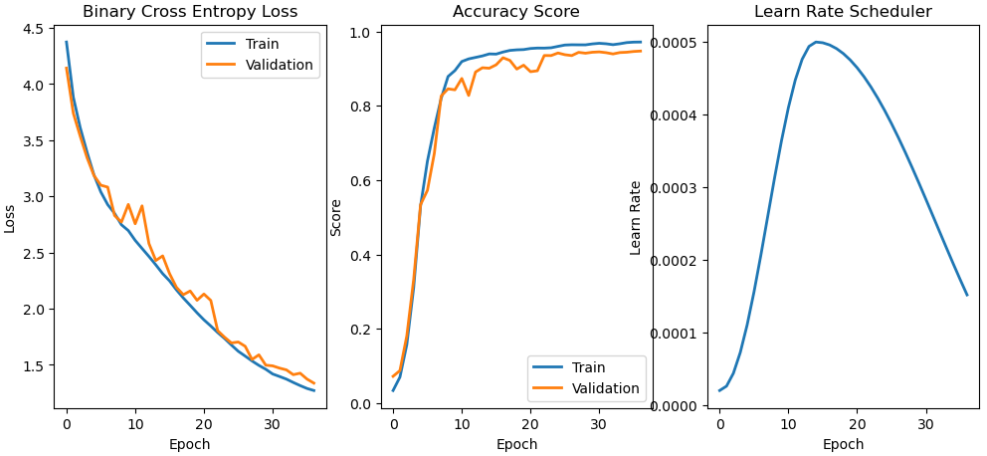 Binary Cross Entropy Loss
4.5
4.0
3.5
3.0
2.5
2.0
1.5
Loss
0
10
20
30
Epoch
Train
Validation
Accuracy Score
1.0
0.8
0.6
0.4
0.2
0.0
Score
0
10
20
30
Epoch
Train
Validation
Learn Rate Scheduler
0.0005
0.0004
0.0003
0.0002
0.0001
0.0000
Learn Rate
0
10
20
30
Epoch